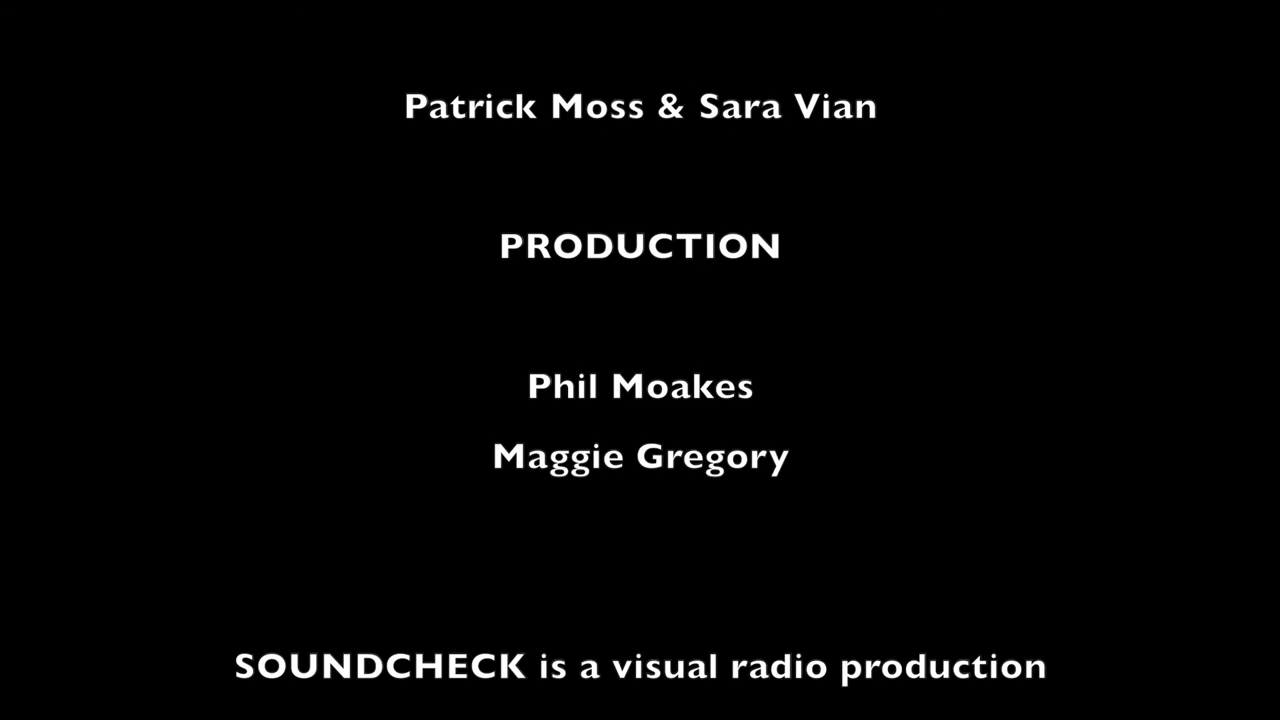 Patrick Moss & Sara Vian
PRODUCTION
Phil Moakes
Maggie Gregory
SOUNDCHECK is a visual radio production